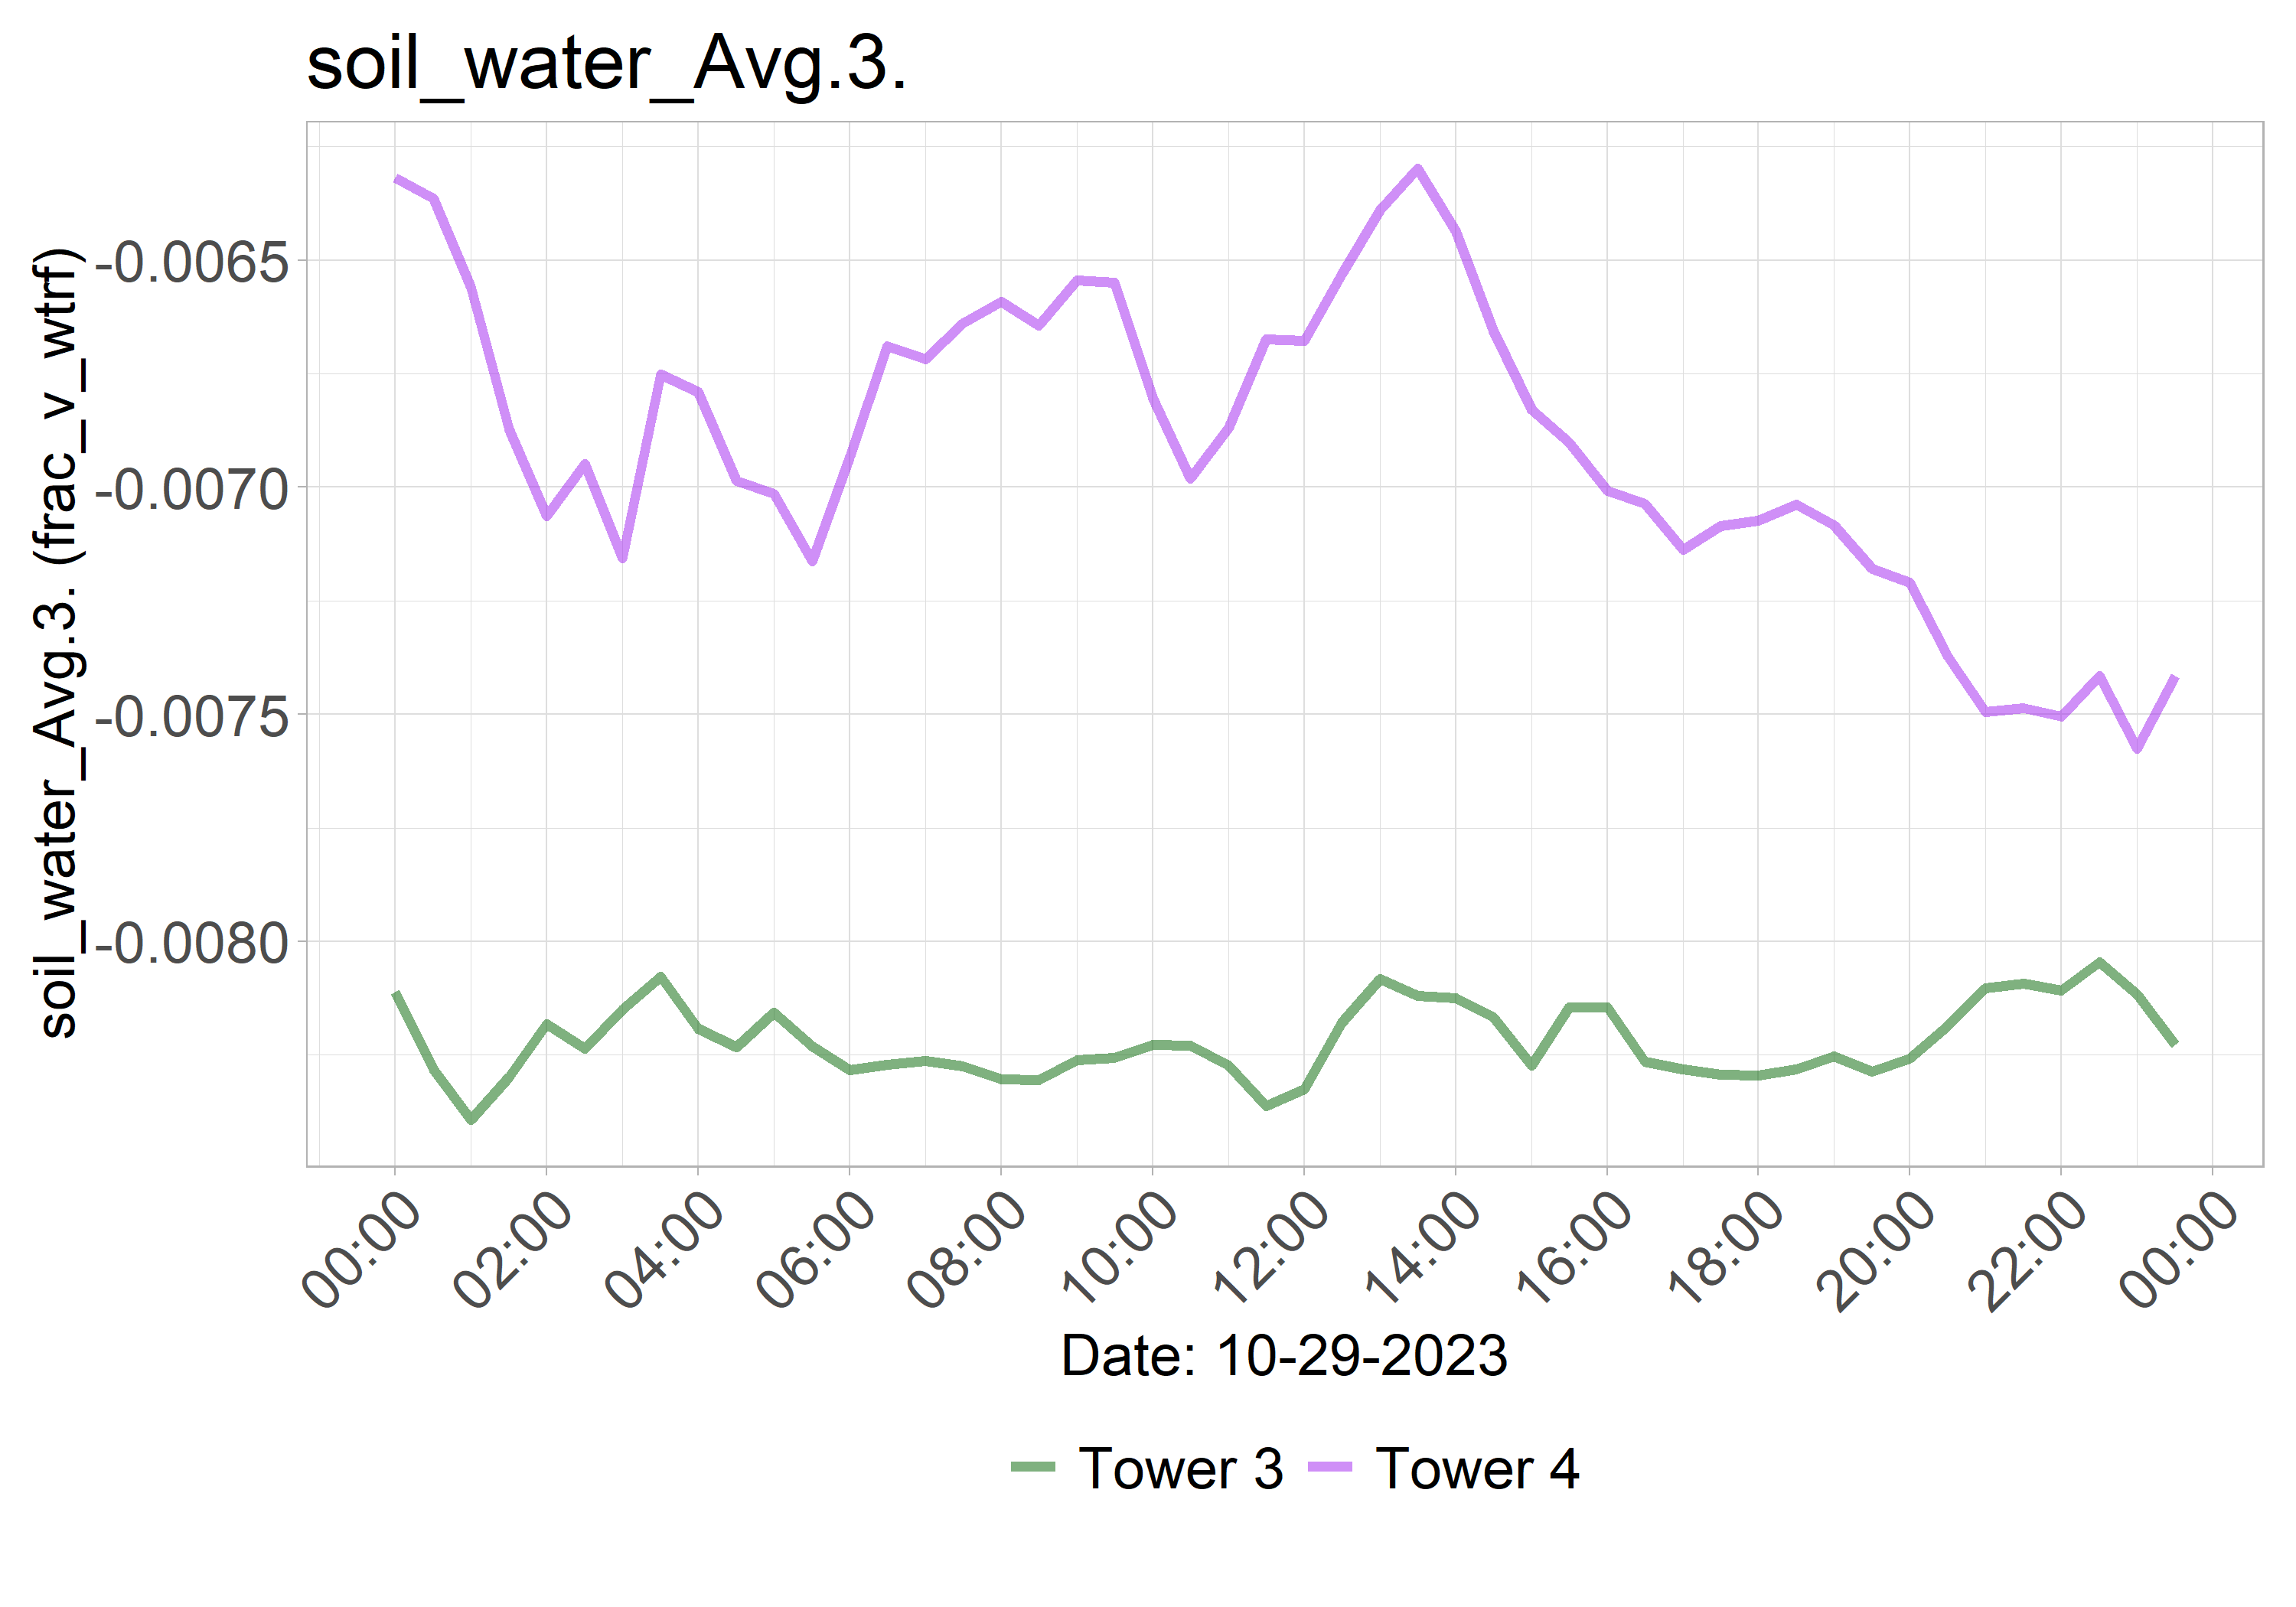 soil_water_Avg.3.
soil_water_Avg.3. (frac_v_wtrf)
-0.0065
-0.0070
-0.0075
-0.0080
00:00 02:00 04:00 06:00 08:00 10:00 12:00 14:00 16:00 18:00 20:00 22:00 00:00
Date: 10-29-2023
Tower 3 Tower 4